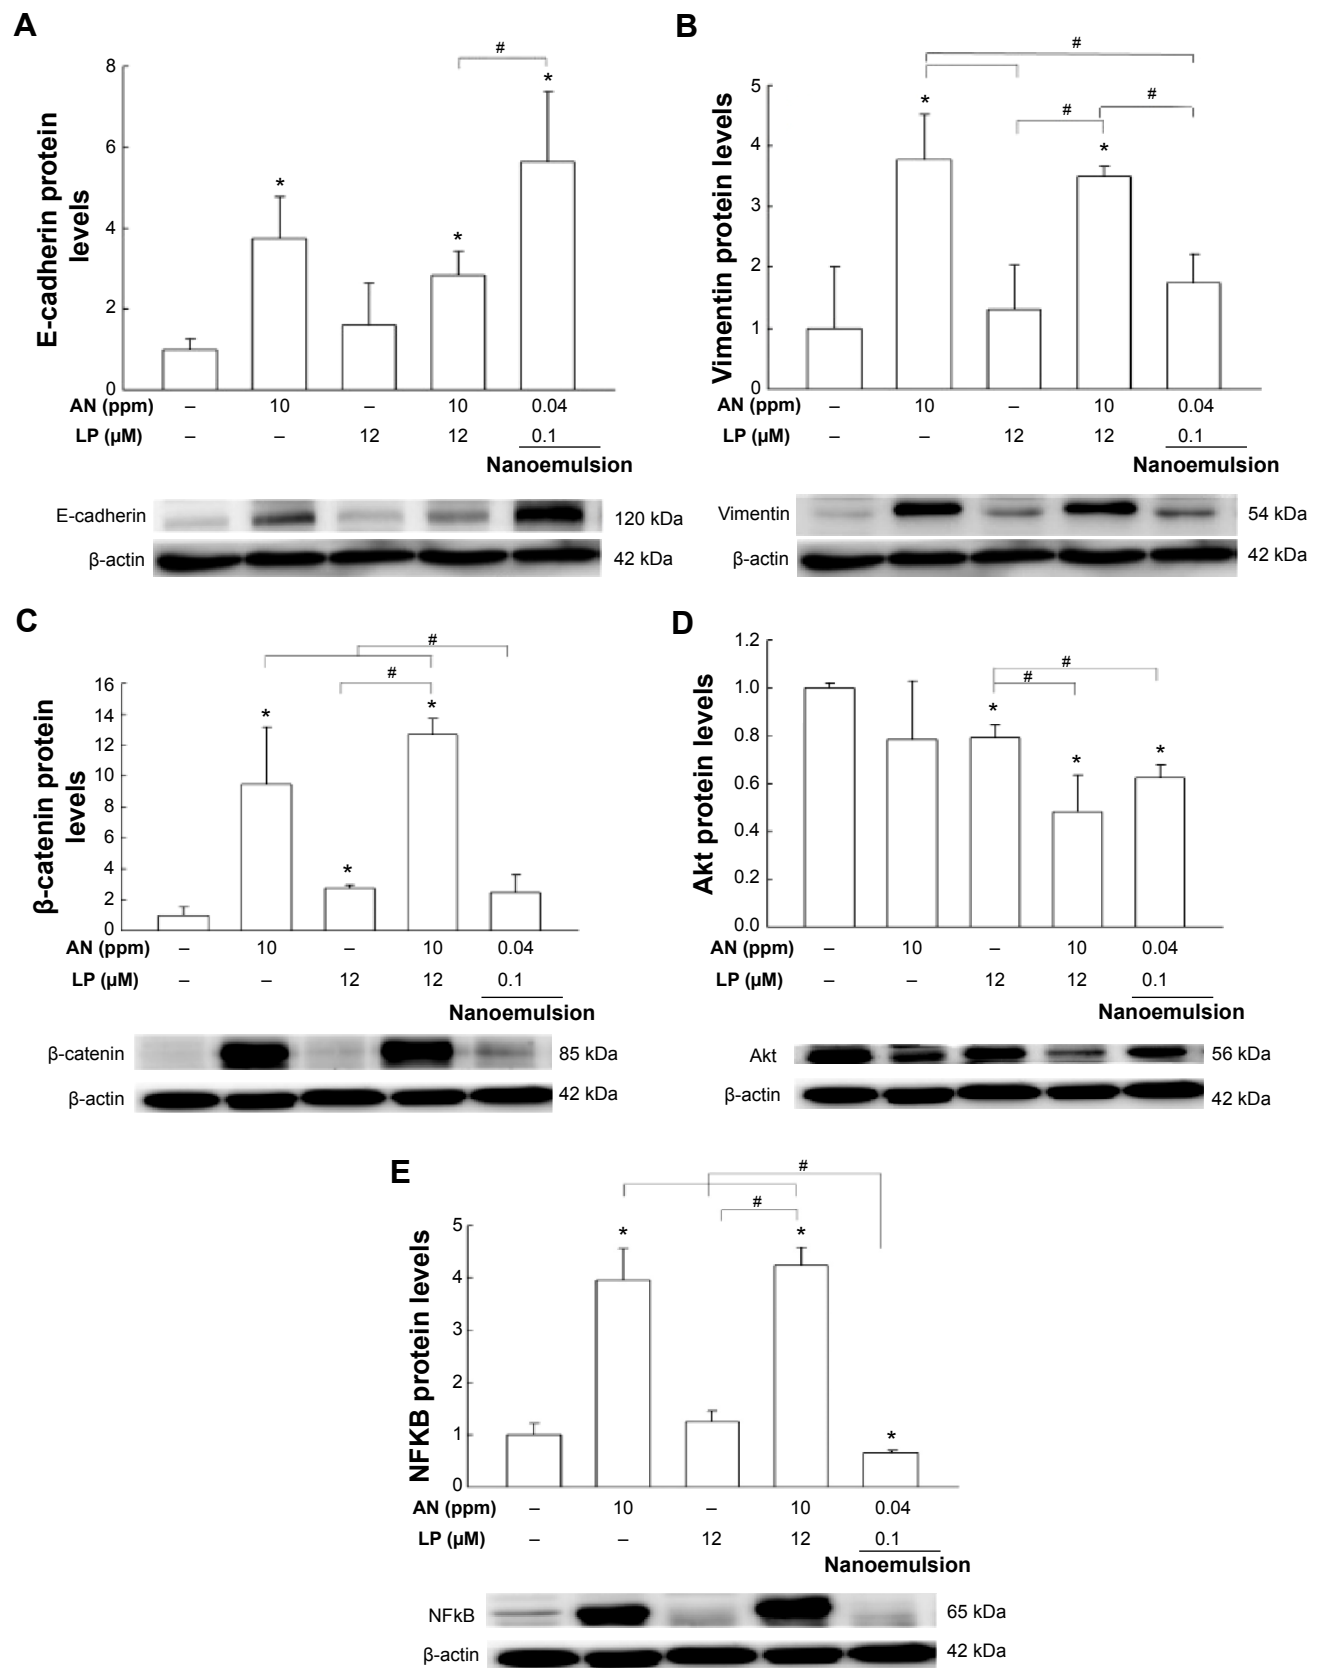 A
#
*
8
6
4
2
0
E-cadherin protein
levels
*
*
AN (ppm) – 10 – 10 0.04
LP (µM) – – 12 12 0.1
Nanoemulsion
E-cadherin 120 kDa
β-actin 42 kDa
B
#
#
#
*
*
5
4
3
2
1
0
Vimentin protein levels
AN (ppm) – 10 – 10 0.04
LP (µM) – – 12 12 0.1
Nanoemulsion
Vimentin 54 kDa
β-actin 42 kDa
C
#
#
*
*
*
16
14
12
10
8
6
4
2
0
β-catenin protein
levels
AN (ppm) – 10 – 10 0.04
LP (µM) – – 12 12 0.1
Nanoemulsion
β-catenin 85 kDa
β-actin 42 kDa
D
#
#
*
*
*
1.2
1.0
0.8
0.6
0.4
0.2
0.0
Akt protein levels
AN (ppm) – 10 – 10 0.04
LP (µM) – – 12 12 0.1
Nanoemulsion
Akt 56 kDa
β-actin 42 kDa
E
#
#
*
*
*
5
4
3
2
1
0
NFKB protein levels
AN (ppm) – 10 – 10 0.04
LP (µM) – – 12 12 0.1
Nanoemulsion
NFkB 65 kDa
β-actin 42 kDa